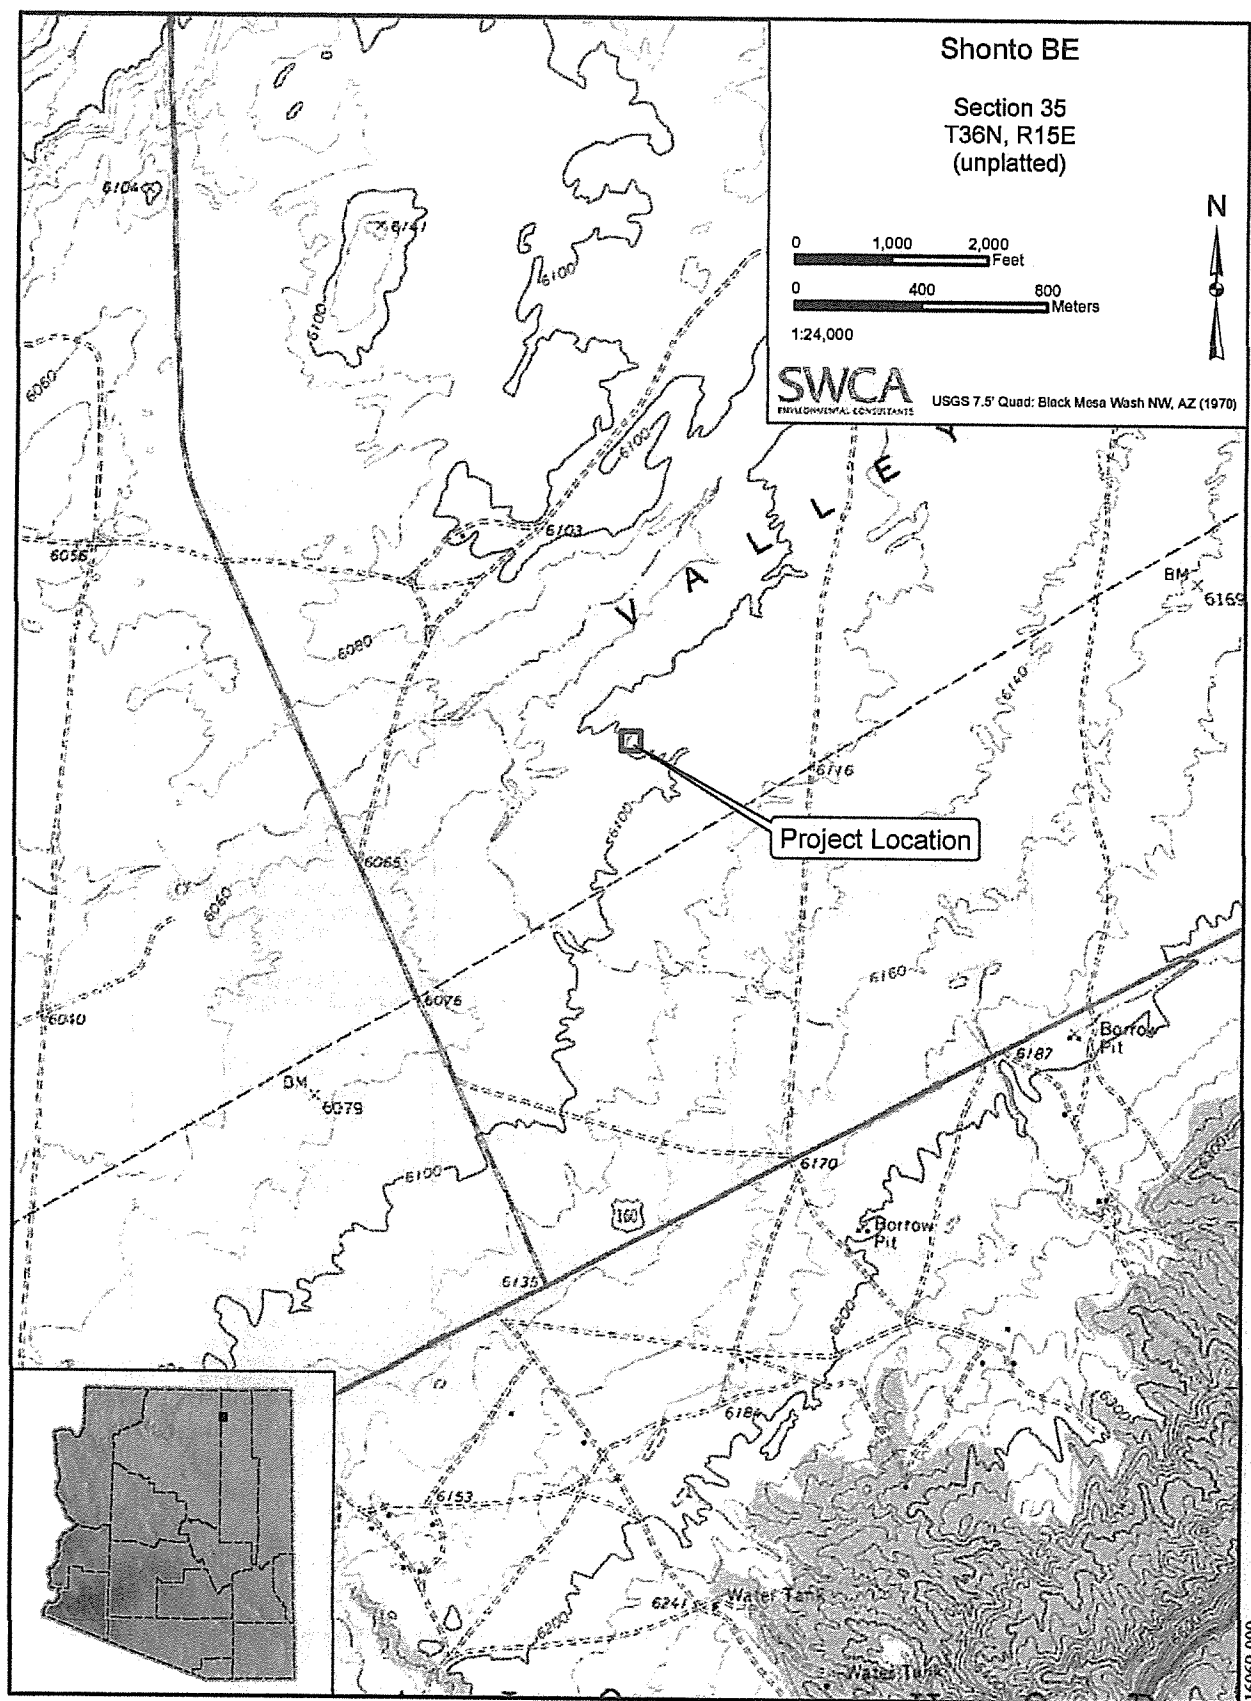 Shonto BE
Section 35
T36N, R15E
(unplatted)
N
0 1,000 2,000
Feet
0 400 800
Meters
1:24,000
SWCA
ENVIRONMENTAL CONSULTANTS
USGS 7.5' Quad: Black Mesa Wash NW, AZ (1970)
6104
6141
6100
6100
6060
6100
6103
6056
VALLEY
BM
6169
6080
6140
6116
6100
Project Location
6065
6060
6160
6076
6040
Borrow
Pit
6187
BM
6079
6170
6100
160
Borrow
Pit
6135
6200
6184
6300
6153
6241
Water Tank
6200
Water Tank